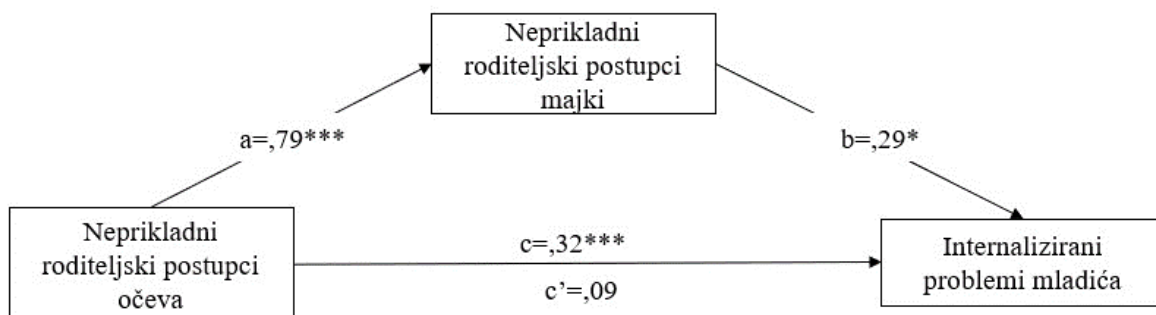 Neprikladni
roditeljski postupci
majki
a=,79***
b=,29*
Neprikladni
roditeljski postupci
očeva
c=,32***
c’=,09
Internalizirani
problemi mladića